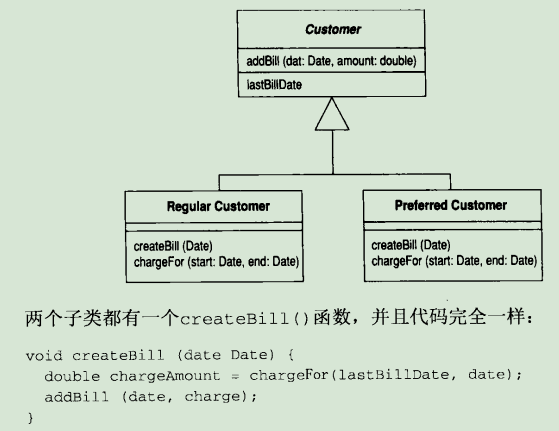 Customer
addBill (dat: Date, amount: double)
lastBillDate
Regular Customer
createBill (Date)
chargeFor (start: Date, end: Date)
Preferred Customer
createBill (Date)
chargeFor (start: Date, end: Date)
两个子类都有一个createBill()函数，并且代码完全一样：
void createBill (date Date) {
  double chargeAmount = chargeFor(lastBillDate, date);
  addBill (date, charge);
}